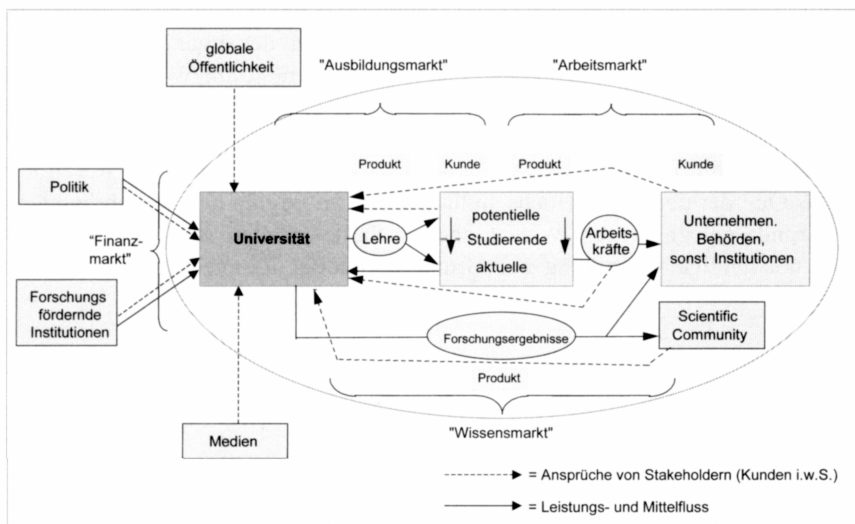 globale
Öffentlichkeit
"Ausbildungsmarkt"
"Arbeitsmarkt"
Produkt
Kunde
Produkt
Kunde
Politik
"Finanz-
markt"
Forschungs
fördernde
Institutionen
Universität
Lehre
potentielle
Studierende
aktuelle
Arbeits-
kräfte
Unternehmen.
Behörden,
sonst. Institutionen
Forschungsergebnisse
Scientific
Community
Produkt
"Wissensmarkt"
Medien
= Ansprüche von Stakeholdern (Kunden i.w.S.)
= Leistungs- und Mittelfluss